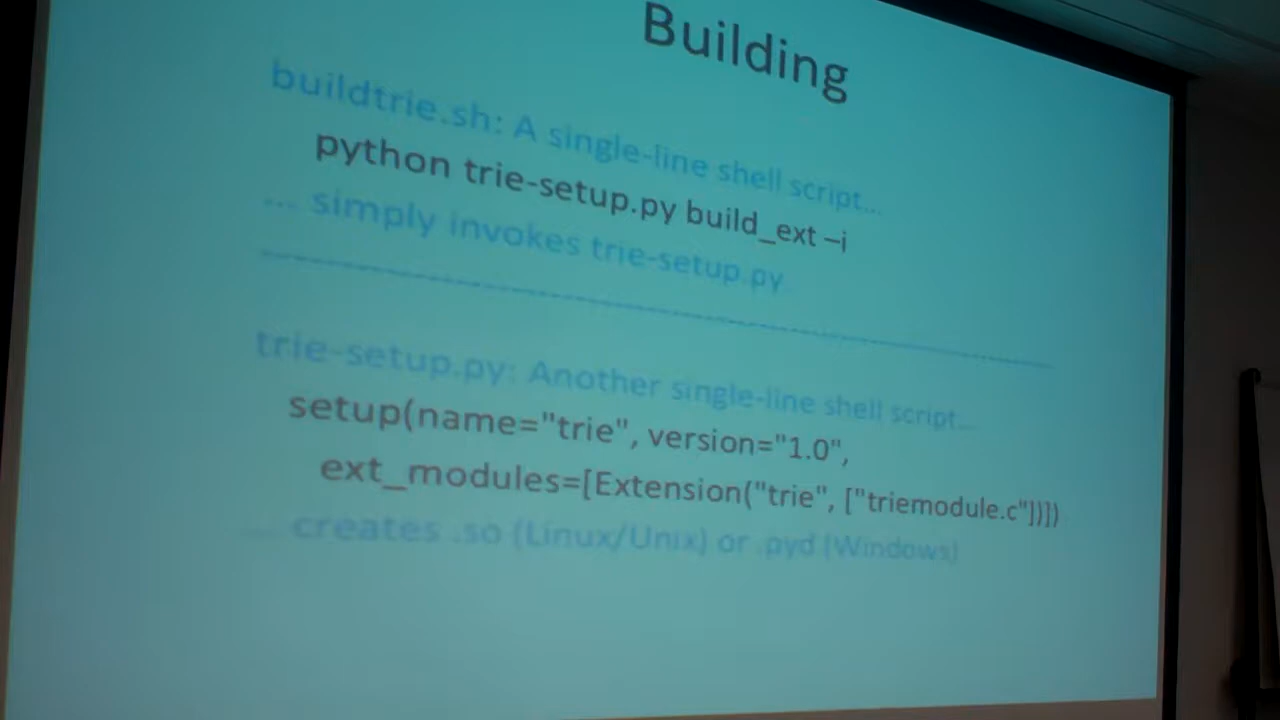 Building
buildtrie.sh: A single-line shell script...
python trie-setup.py build_ext –i
... simply invokes trie-setup.py
trie-setup.py: Another single-line shell script...
setup(name="trie", version="1.0",
ext_modules=[Extension("trie", ["triemodule.c"])])
... creates .so (Linux/Unix) or .pyd (Windows)